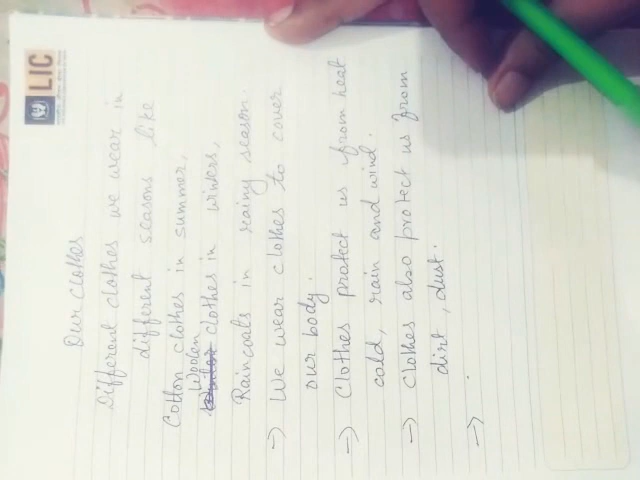 LIC
Our clothes
Different clothes we wear in
different seasons like
Cotton clothes in summer,
Woolen clothes in winters,
Raincoats in rainy season.
→ We wear clothes to cover
our body.
→ Clothes protect us from heat
cold, rain and wind.
→ Clothes also protect us from
dirt, dust.
→ .